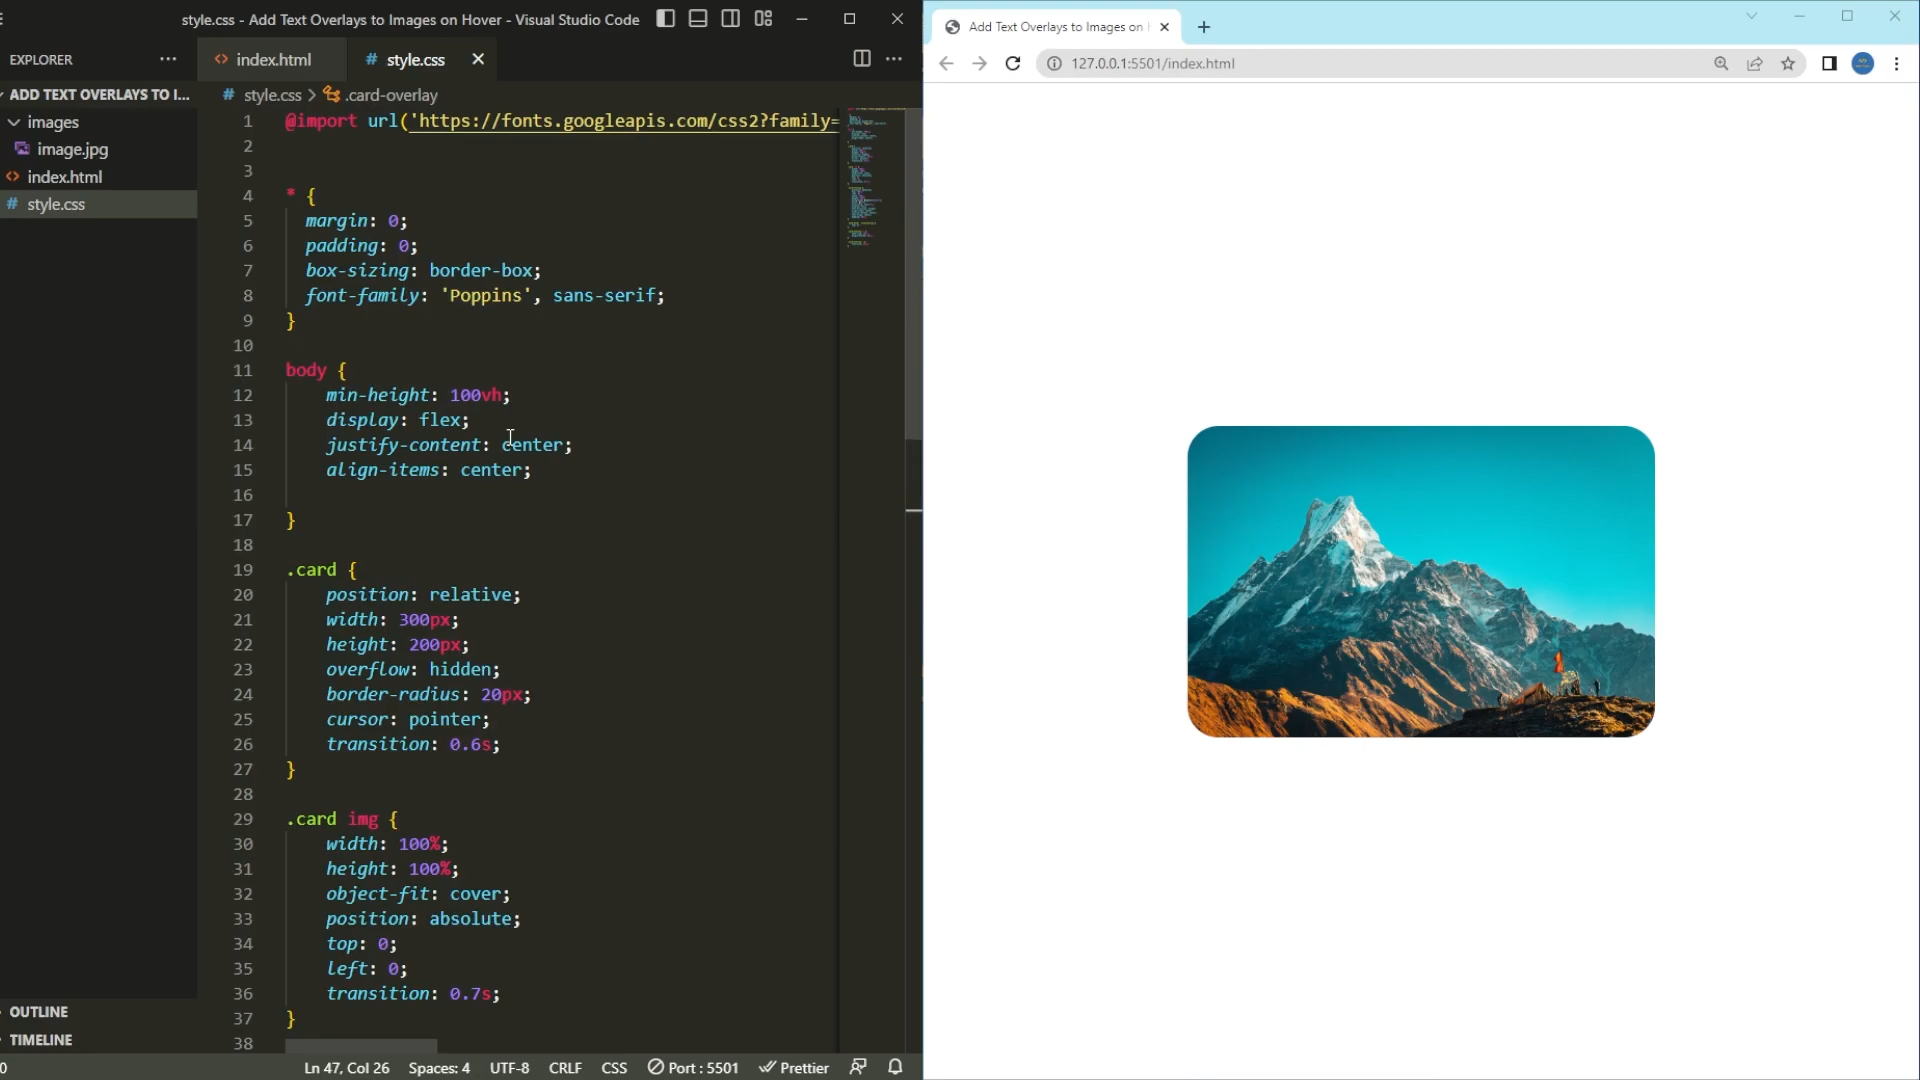 style.css - Add Text Overlays to Images on Hover - Visual Studio Code
EXPLORER
index.html
# style.css
ADD TEXT OVERLAYS TO I...
# style.css > .card-overlay
images
image.jpg
index.html
# style.css
OUTLINE
TIMELINE
1 @import url('https://fonts.googleapis.com/css2?family=
2
3
4 * {
5 margin: 0;
6 padding: 0;
7 box-sizing: border-box;
8 font-family: 'Poppins', sans-serif;
9 }
10
11 body {
12 min-height: 100vh;
13 display: flex;
14 justify-content: center;
15 align-items: center;
16
17 }
18
19 .card {
20 position: relative;
21 width: 300px;
22 height: 200px;
23 overflow: hidden;
24 border-radius: 20px;
25 cursor: pointer;
26 transition: 0.6s;
27 }
28
29 .card img {
30 width: 100%;
31 height: 100%;
32 object-fit: cover;
33 position: absolute;
34 top: 0;
35 left: 0;
36 transition: 0.7s;
37 }
38
0 Ln 47, Col 26 Spaces: 4 UTF-8 CRLF CSS Port : 5501 Prettier
Add Text Overlays to Images on
127.0.0.1:5501/index.html